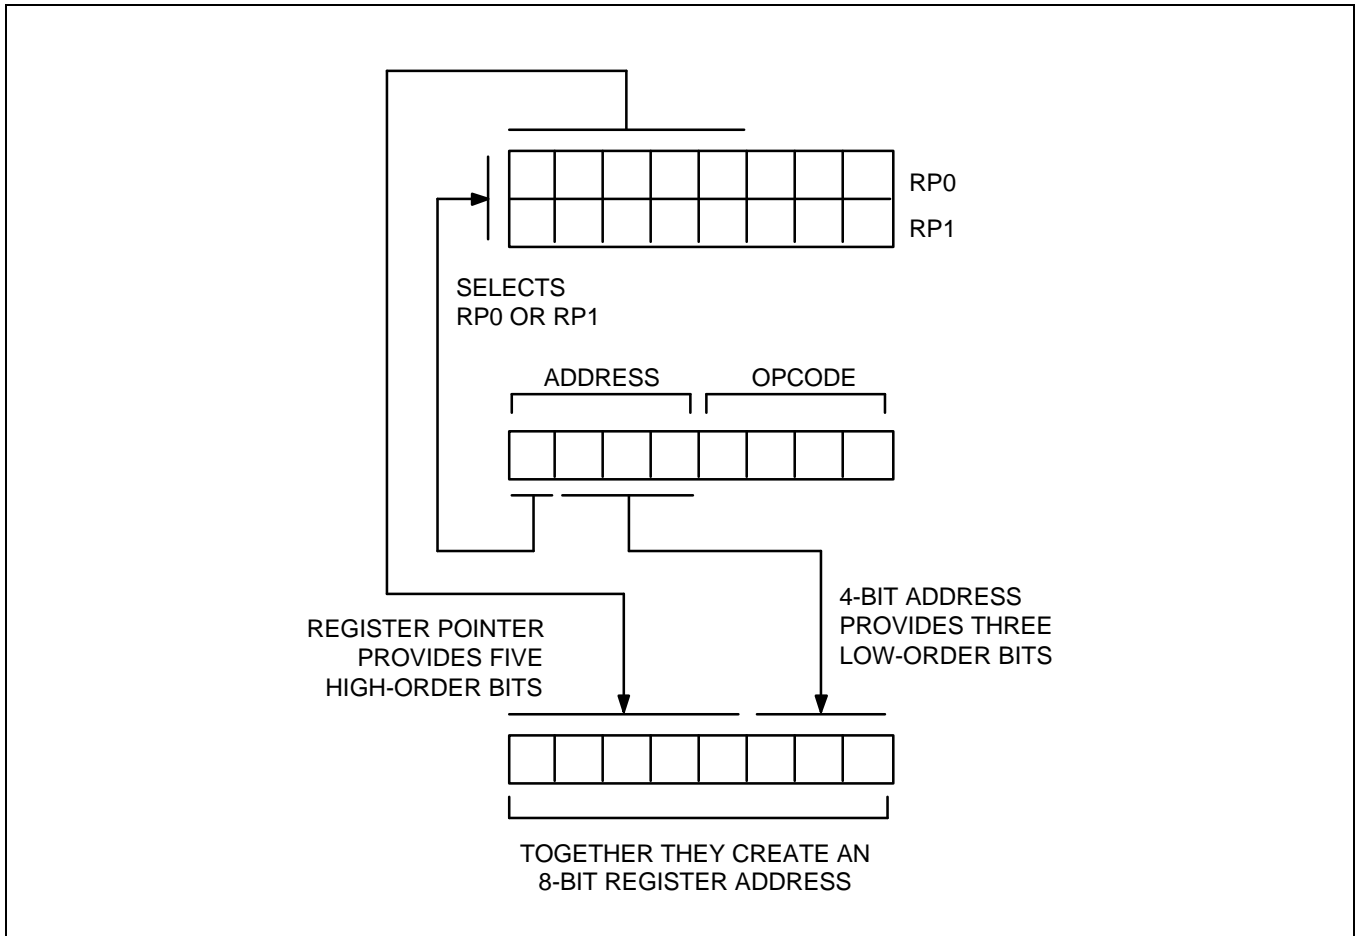 RP0
RP1
SELECTS
RP0 OR RP1
ADDRESS
OPCODE
REGISTER POINTER
PROVIDES FIVE
HIGH-ORDER BITS
4-BIT ADDRESS
PROVIDES THREE
LOW-ORDER BITS
TOGETHER THEY CREATE AN
8-BIT REGISTER ADDRESS